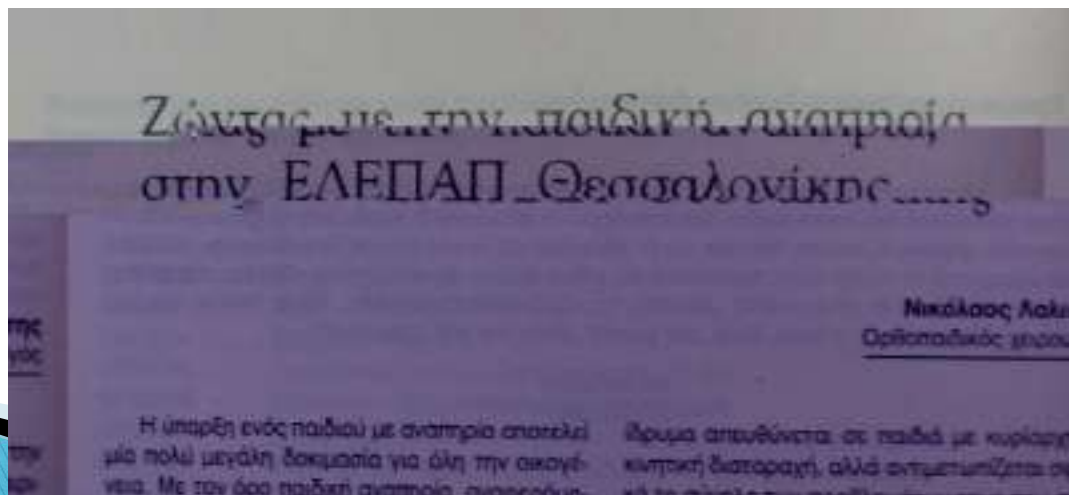 Ζώντας με την παιδική αναπηρία
στην ΕΛΕΠΑΠ Θεσσαλονίκης
Νικόλαος
Ορθοπαιδικός
της
Η ύπαρξη ενός παιδιού με αναπηρία αποτελεί
μία πολύ μεγάλη δοκιμασία για όλη την οικογέ-
νεια. Με τον όρο παιδική αναπηρία,
ίδρυμα απευθύνεται σε παιδιά με
κινητική διαταραχή, αλλά αντιμετωπίζεται